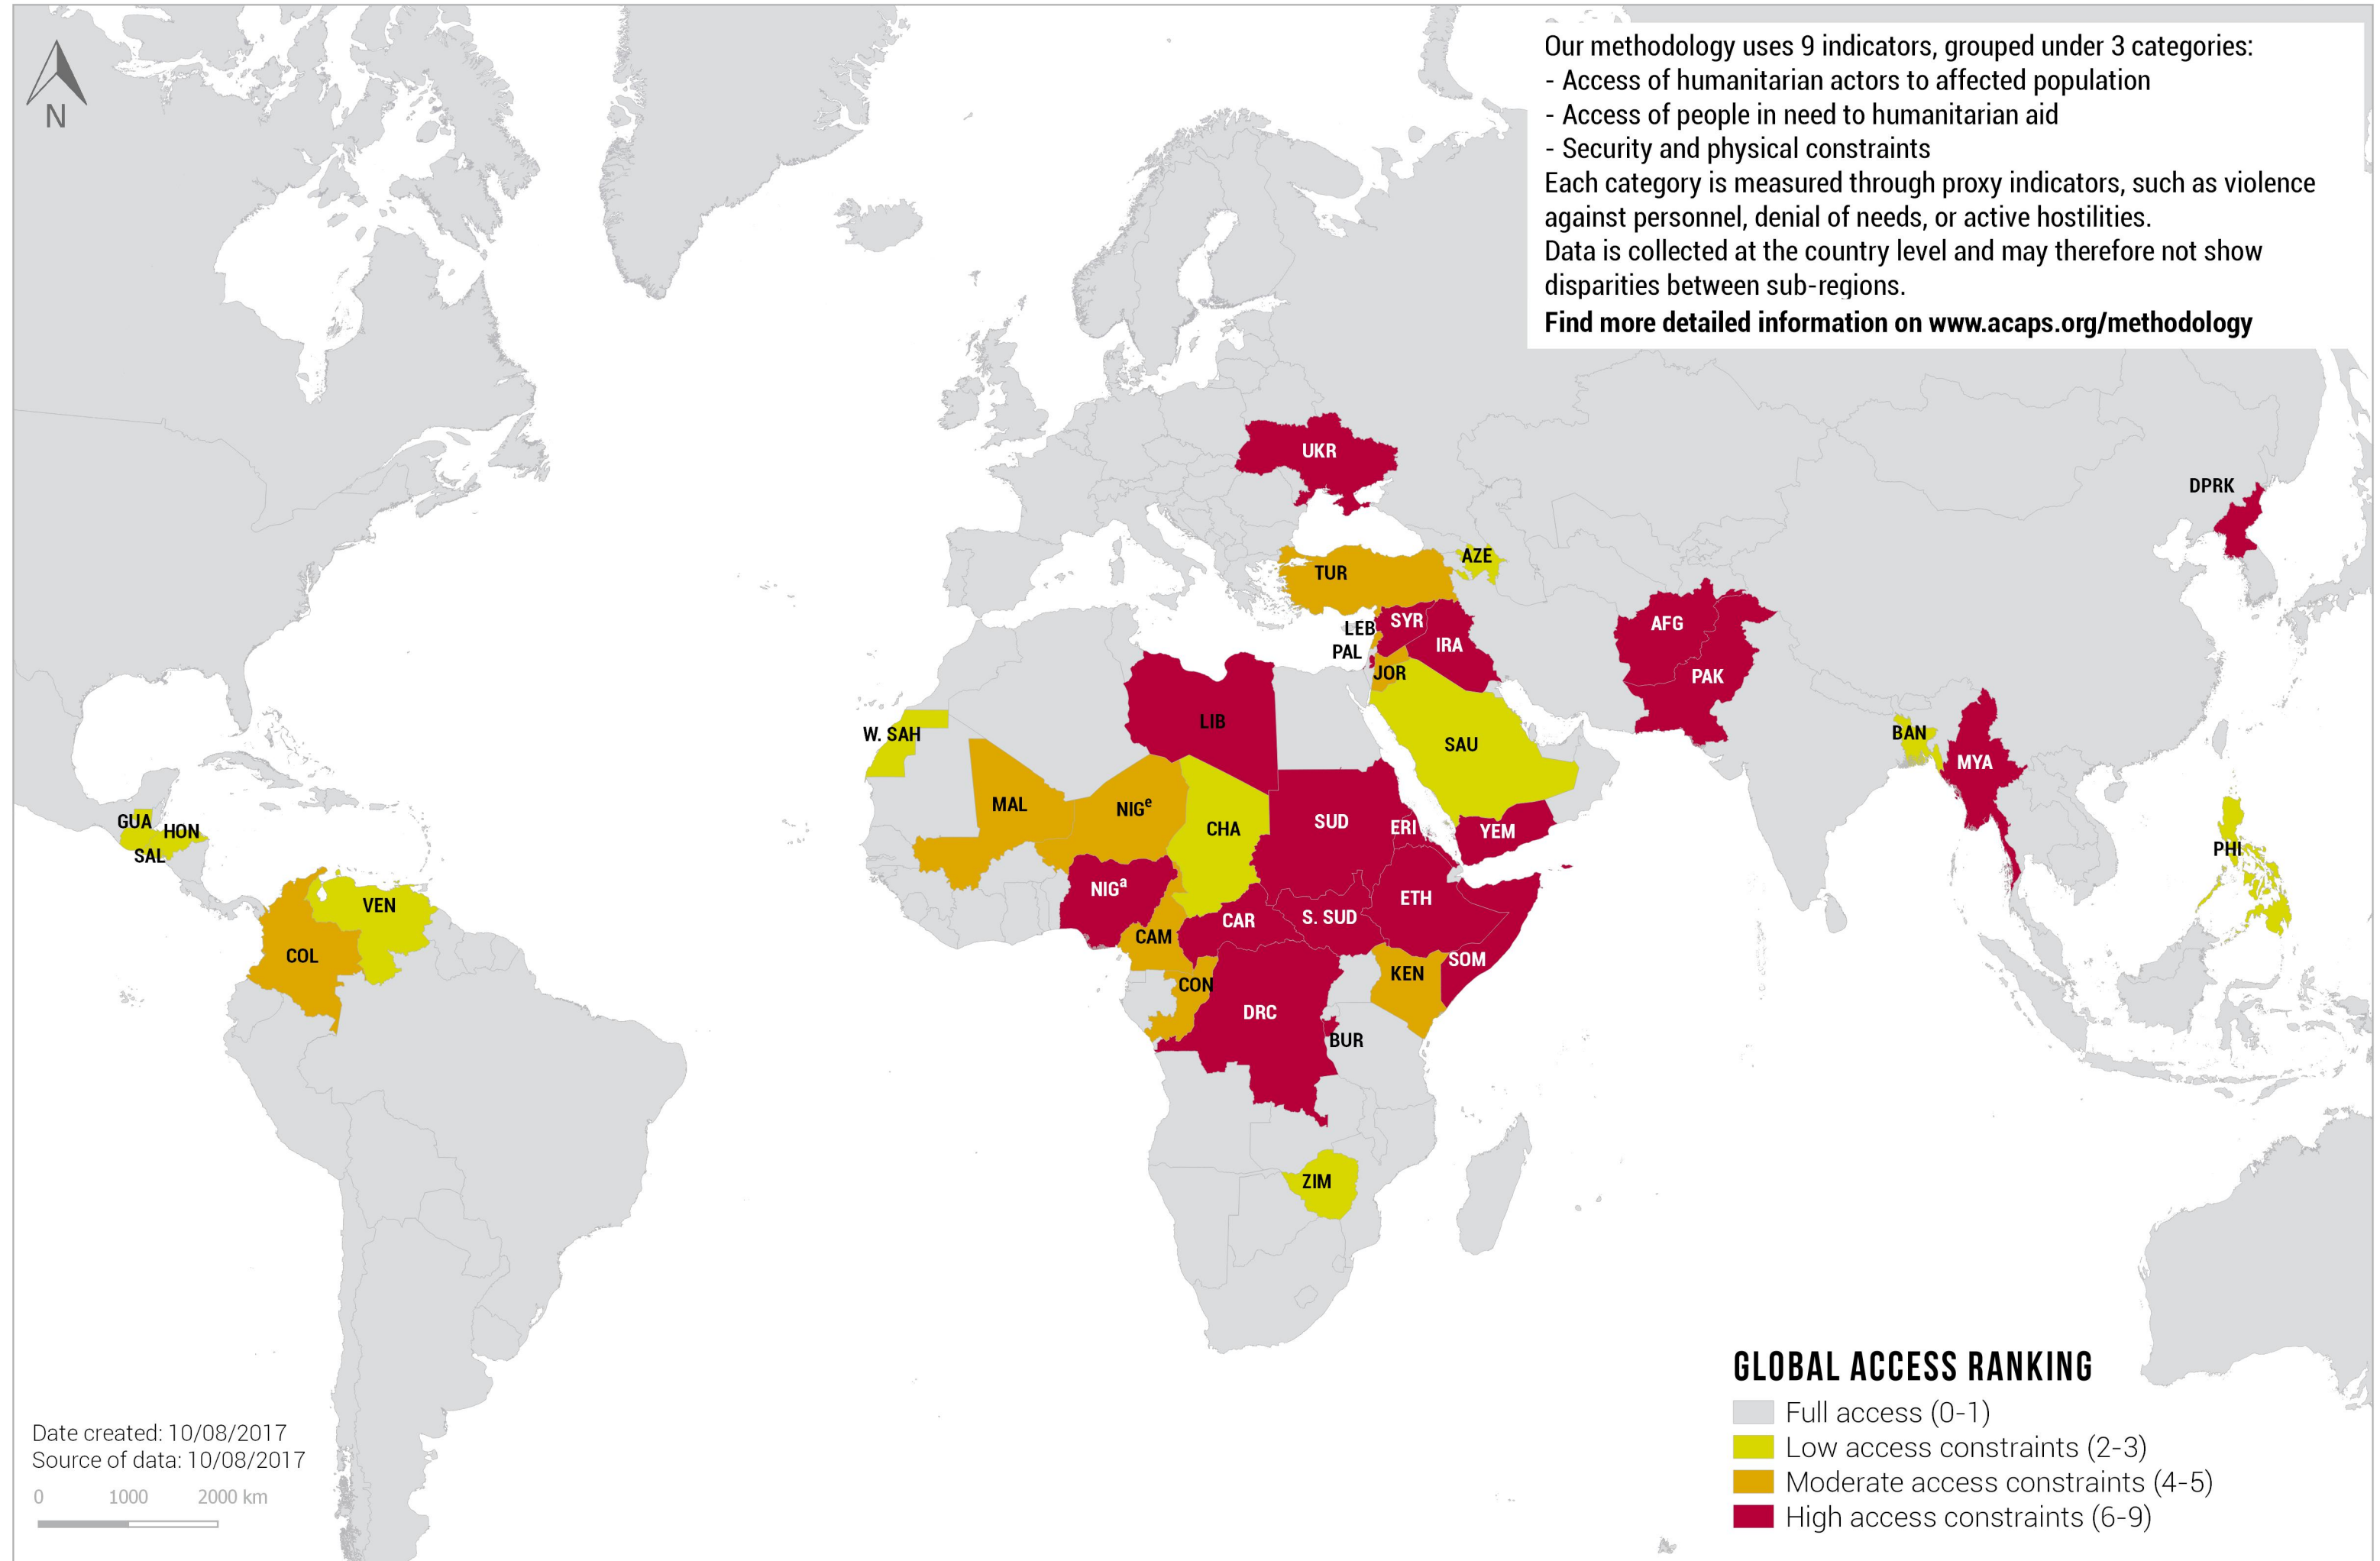 Our methodology uses 9 indicators, grouped under 3 categories:
- Access of humanitarian actors to affected population
- Access of people in need to humanitarian aid
- Security and physical constraints
Each category is measured through proxy indicators, such as violence
against personnel, denial of needs, or active hostilities.
Data is collected at the country level and may therefore not show
disparities between sub-regions.
Find more detailed information on www.acaps.org/methodology
N
UKR
DPRK
AZE
TUR
SYR
LEB
IRA
PAL
JOR
AFG
PAK
LIB
W. SAH
SAU
BAN
MYA
MAL
NIGe
CHA
SUD
ERI
YEM
GUA
HON
SAL
PHI
NIGa
ETH
VEN
CAR
S. SUD
CAM
COL
SOM
KEN
CON
DRC
BUR
ZIM
GLOBAL ACCESS RANKING
Full access (0-1)
Low access constraints (2-3)
Moderate access constraints (4-5)
High access constraints (6-9)
Date created: 10/08/2017
Source of data: 10/08/2017
0 1000 2000 km